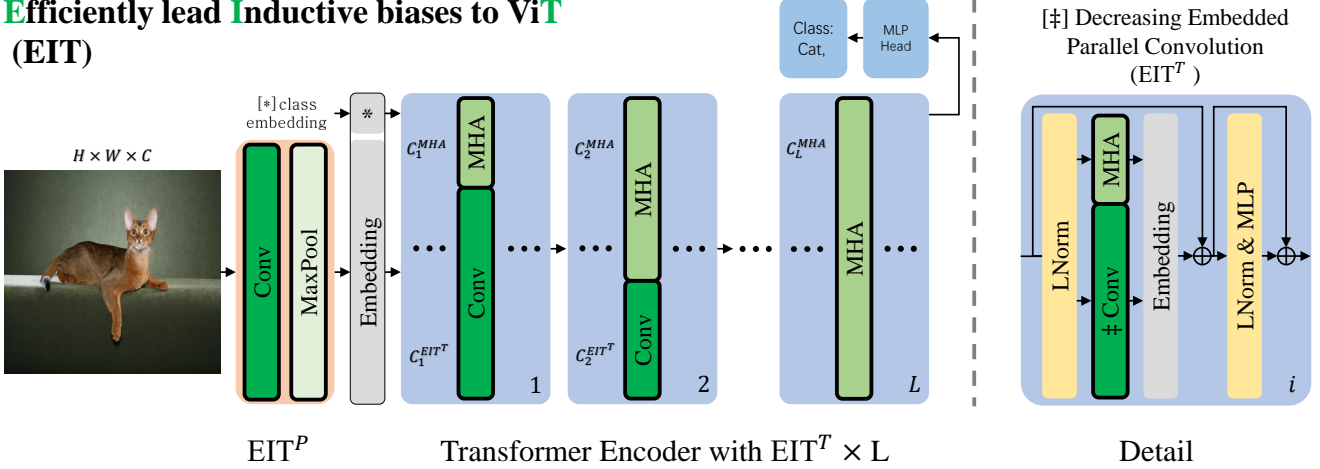 Efficiently lead Inductive biases to ViT
(EIT)
H × W × C
[*]class
embedding
*
Conv
MaxPool
Embedding
EIT^P
C_1^{MHA}
MHA
Conv
C_1^{EIT^T}
1
C_2^{MHA}
MHA
Conv
C_2^{EIT^T}
2
C_L^{MHA}
MHA
L
Class:
Cat,
MLP
Head
Transformer Encoder with EIT^T × L
[‡] Decreasing Embedded
Parallel Convolution
(EIT^T )
LNorm
MHA
‡ Conv
Embedding
LNorm & MLP
i
Detail